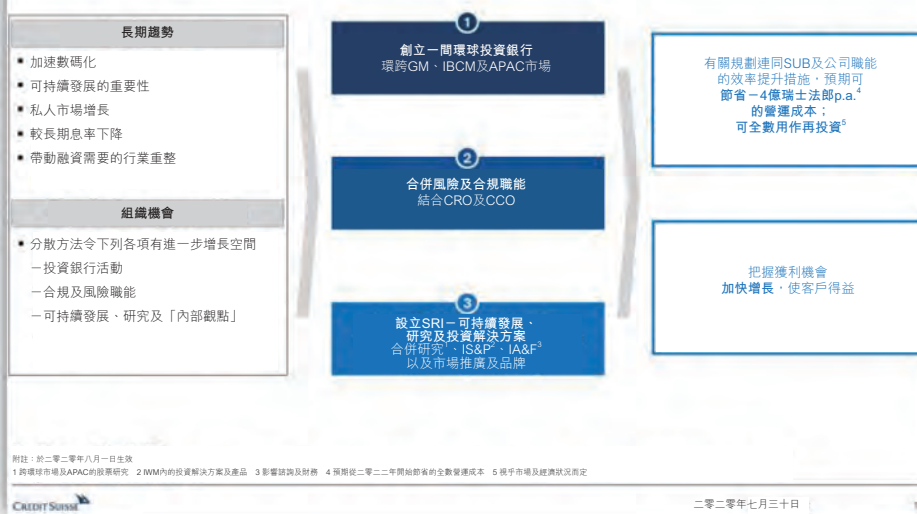 長期趨勢
▪ 加速數碼化
▪ 可持續發展的重要性
▪ 私人市場增長
▪ 較長期息率下降
▪ 帶動融資需要的行業重整
組織機會
▪ 分散方法令下列各項有進一步增長空間
－投資銀行活動
－合規及風險職能
－可持續發展、研究及「內部觀點」
1
創立一間環球投資銀行
環跨GM、IBCM及APAC市場
2
合併風險及合規職能
結合CRO及CCO
3
設立SRI－可持續發展、
研究及投資解決方案
合併研究¹、IS&P²、IA&F³
以及市場推廣及品牌
有關規劃連同SUB及公司職能
的效率提升措施，預期可
節省－4億瑞士法郎p.a.⁴
的營運成本；
可全數用作再投資⁵
把握獲利機會
加快增長，使客戶得益
附註：於二零二零年八月一日生效
1 跨環球市場及APAC的股票研究 2 IWM內的投資解決方案及產品 3 影響諮詢及財務 4 預期從二零二二年開始節省的全數營運成本 5 視乎市場及經濟狀況而定
CREDIT SUISSE
二零二零年七月三十日